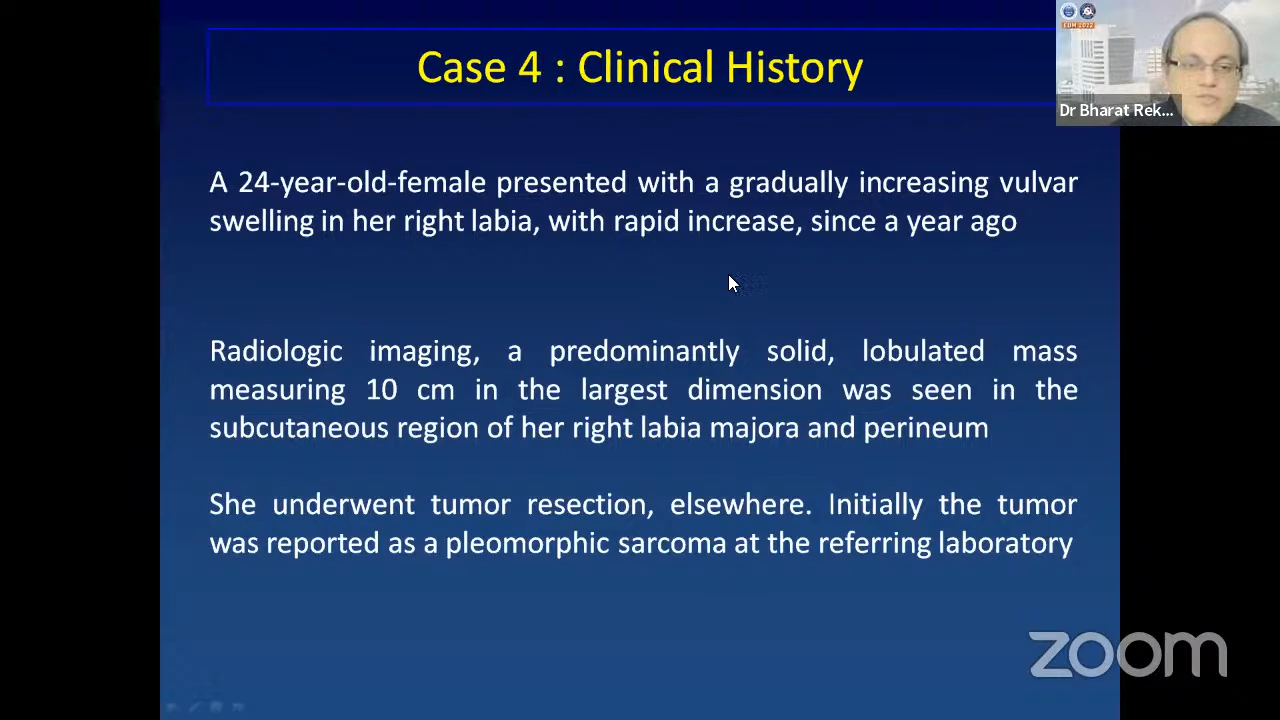 Case 4 : Clinical History
EQM 2022
Dr Bharat Rek...
A 24-year-old-female presented with a gradually increasing vulvar
swelling in her right labia, with rapid increase, since a year ago
Radiologic imaging, a predominantly solid, lobulated mass
measuring 10 cm in the largest dimension was seen in the
subcutaneous region of her right labia majora and perineum
She underwent tumor resection, elsewhere. Initially the tumor
was reported as a pleomorphic sarcoma at the referring laboratory
zoom